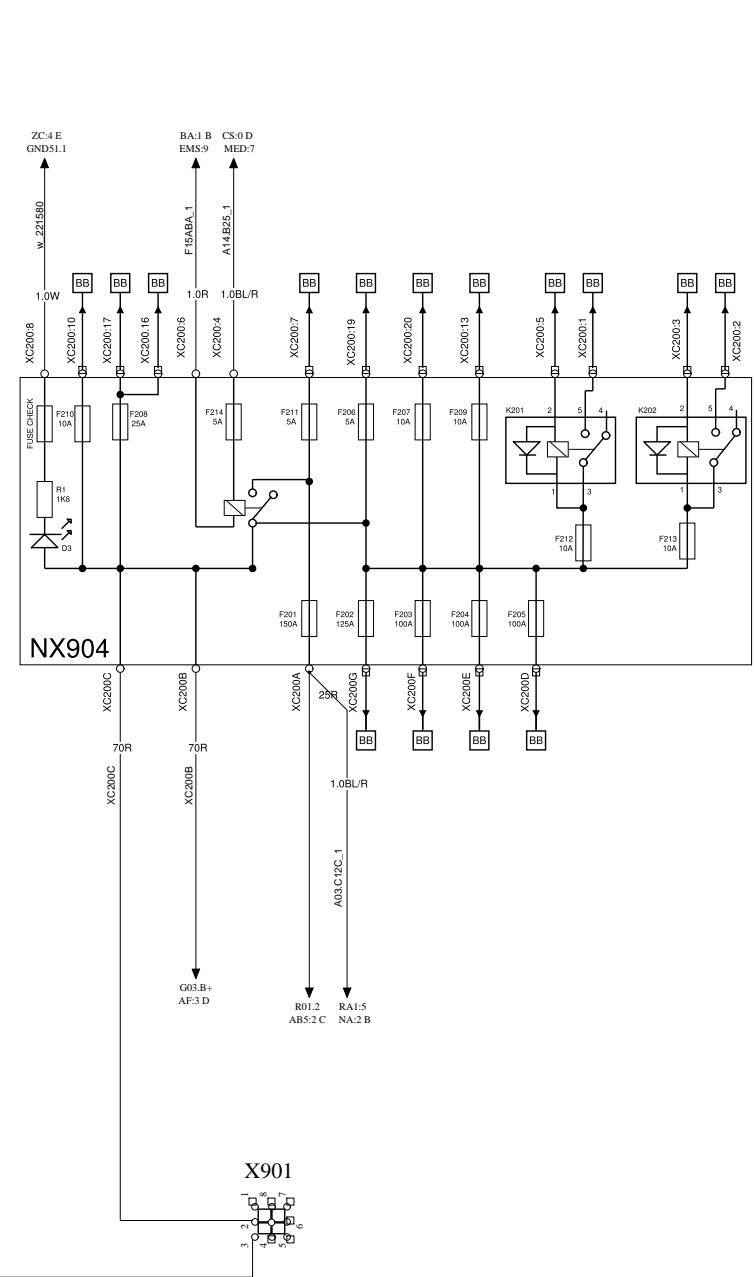 ZC:4 E
GND51.1
BA:1 B
EMS:9
CS:0 D
MED:7
w_221580
F15ABA_1
A14.B25_1
1.0W
1.0R
1.0BL/R
BB
BB
BB
BB
BB
BB
BB
BB
BB
BB
BB
XC200:8
XC200:10
XC200:17
XC200.16
XC200:6
XC200:4
XC200:7
XC200:19
XC200:20
XC200:13
XC200:5
XC200:1
XC200:3
XC200:2
FUSE CHECK
F210
10A
F208
25A
F214
5A
F211
5A
F206
5A
F207
10A
F209
10A
K201
2
5
4
1
3
K202
2
5
4
1
3
R1
1K8
D3
F212
10A
F213
10A
F201
150A
F202
125A
F203
100A
F204
100A
F205
100A
NX904
XC200C
XC200B
XC200A
25R
XC200G
XC200F
XC200E
XC200D
BB
BB
BB
BB
70R
70R
XC200C
XC200B
1.0BL/R
A03.C12C_1
G03.B+
AF:3 D
R01.2
AB5:2 C
RA1:5
NA:2 B
X901
1
8
7
2
6
3
4
5